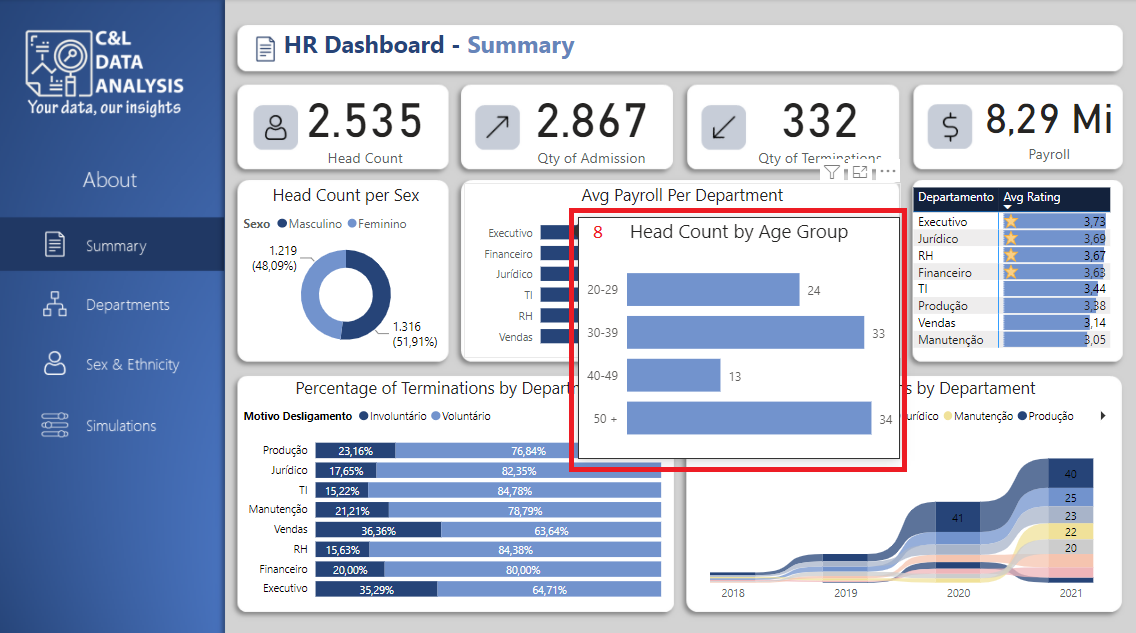 C&L
DATA
ANALYSIS
Your data, our insights
About
Summary
Departments
Sex & Ethnicity
Simulations
HR Dashboard - Summary
2.535
Head Count
2.867
Qty of Admission
332
Qty of Terminations
8,29 Mi
Payroll
Head Count per Sex
Sexo Masculino Feminino
1.219
(48,09%)
1.316
(51,91%)
Avg Payroll Per Department
Executivo
Financeiro
Jurídico
TI
RH
Vendas
8 Head Count by Age Group
20-29 24
30-39 33
40-49 13
50 + 34
Departamento Avg Rating
Executivo 3,73
Jurídico 3,69
RH 3,67
Financeiro 3,63
TI 3,44
Produção 3,38
Vendas 3,14
Manutenção 3,05
Percentage of Terminations by Departm
Motivo Desligamento Involuntário Voluntário
Produção 23,16% 76,84%
Jurídico 17,65% 82,35%
TI 15,22% 84,78%
Manutenção 21,21% 78,79%
Vendas 36,36% 63,64%
RH 15,63% 84,38%
Financeiro 20,00% 80,00%
Executivo 35,29% 64,71%
s by Departament
urídico Manutenção Produção
41
40
25
23
22
20
2018 2019 2020 2021